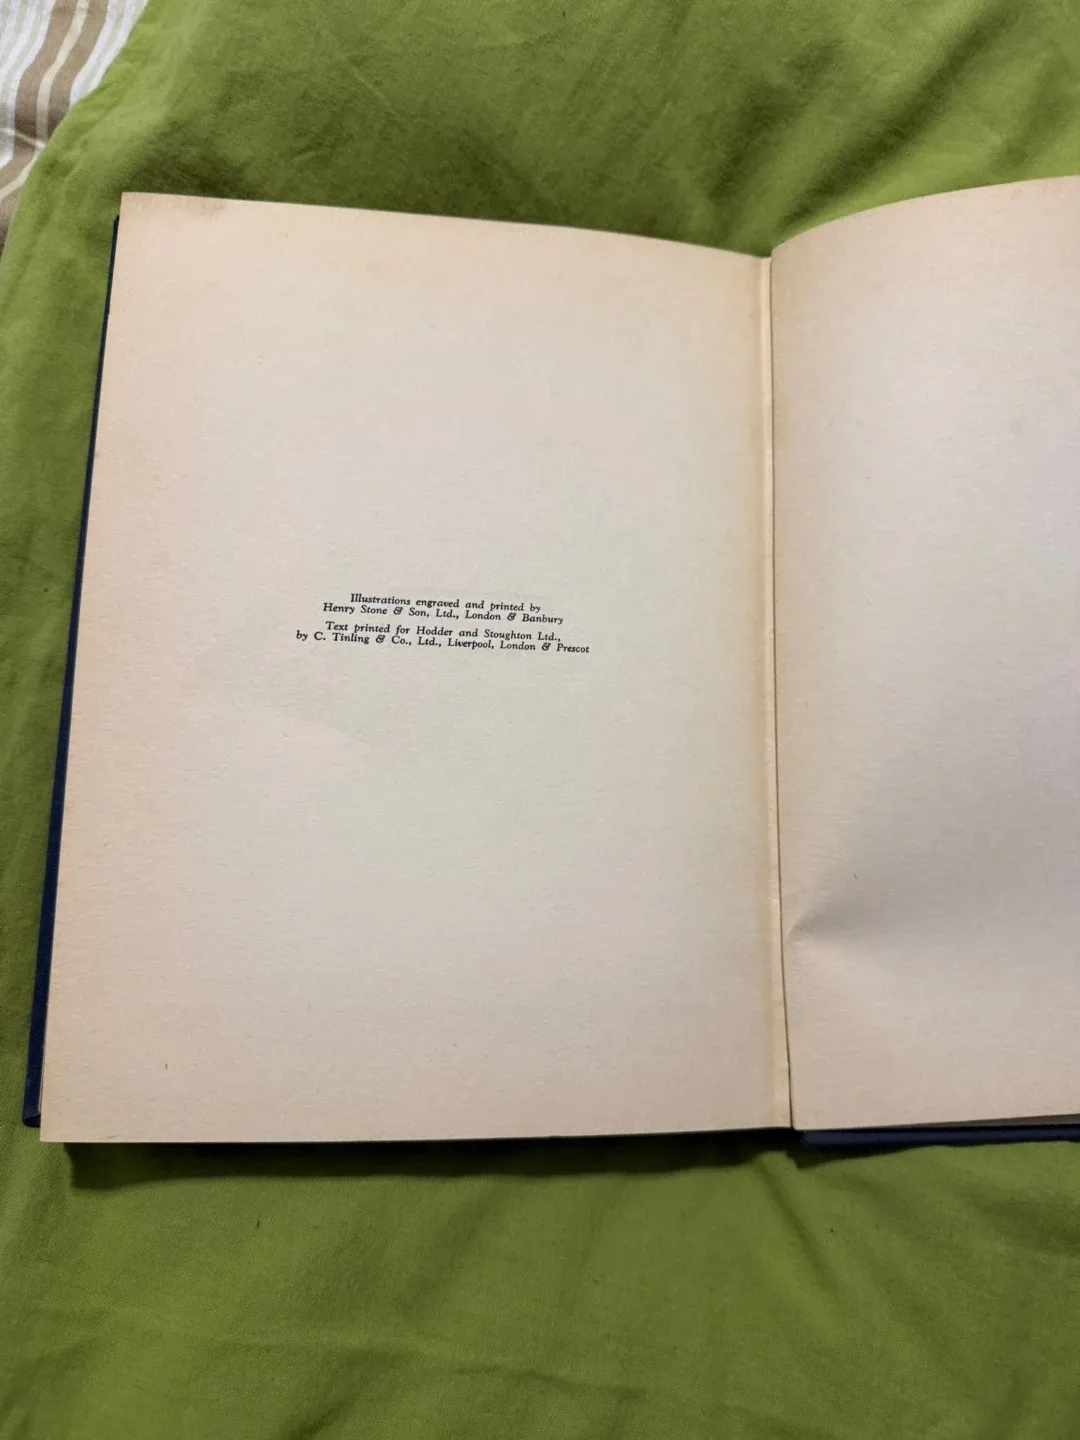 Illustrations engraved and printed by
Henry Stone & Son, Ltd., London & Banbury
Text printed for Hodder and Stoughton Ltd.,
by C. Tinling & Co., Ltd., Liverpool, London & Prescot